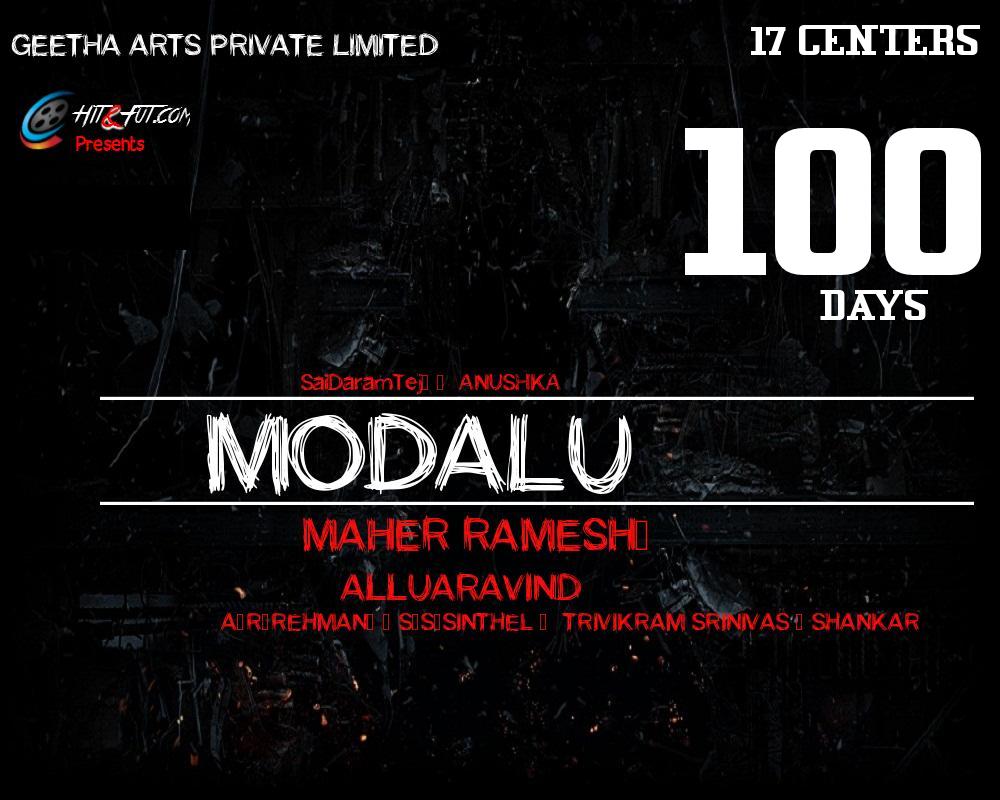 GEETHA ARTS PRIVATE LIMITED
17 CENTERS
HIT&FUT.COM
Presents
100
DAYS
SaiDaramTej▯ ▯ ANUSHKA
MODALU
MAHER RAMESH▯
ALLUARAVIND
A▯R▯REHMAN▯ ▯ S▯S▯SINTHEL ▯ TRIVIKRAM SRINIVAS ▯ SHANKAR